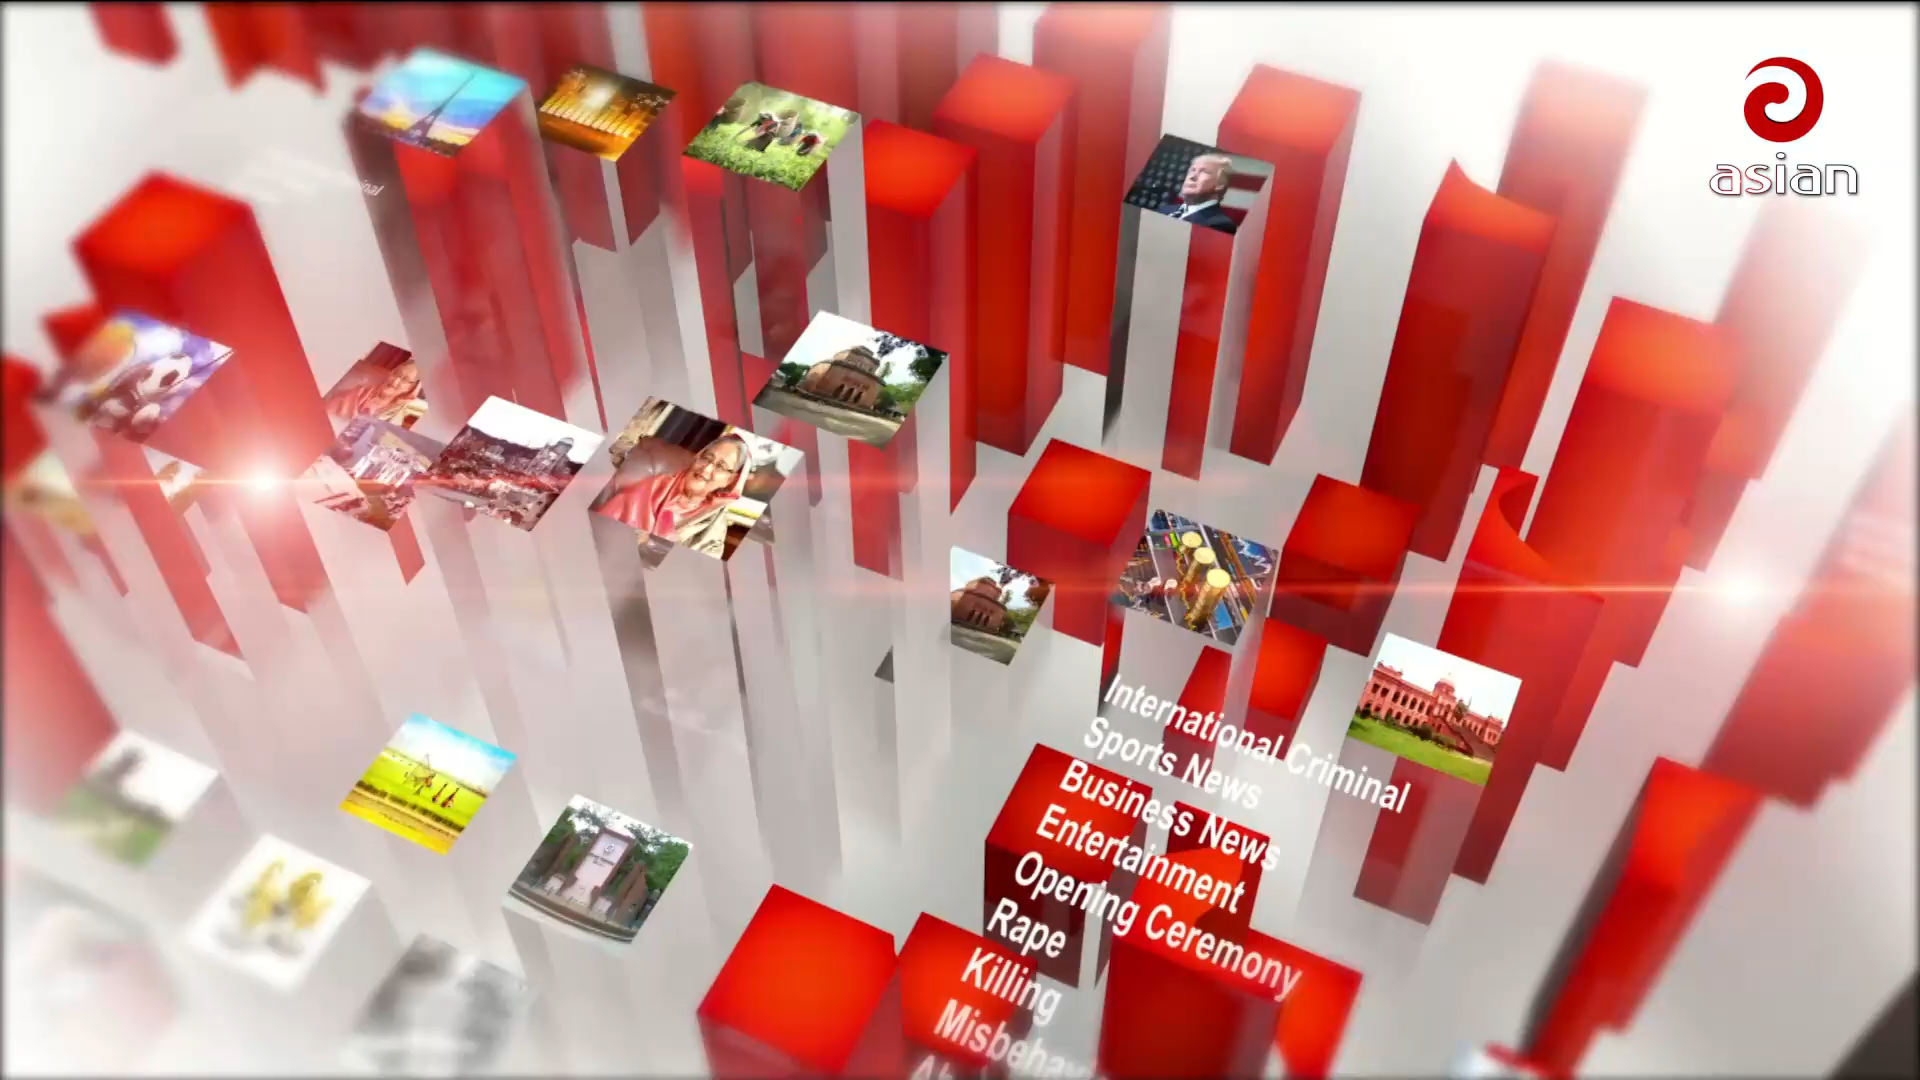 asian
International Criminal
Sports News
Business News
Entertainment
Opening Ceremony
Rape
Killing